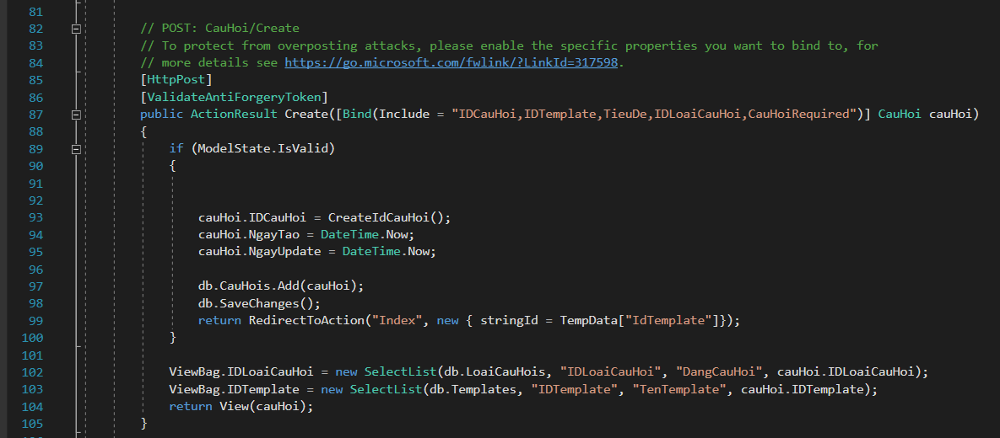 81
82 // POST: CauHoi/Create
83 // To protect from overposting attacks, please enable the specific properties you want to bind to, for
84 // more details see https://go.microsoft.com/fwlink/?LinkId=317598.
85 [HttpPost]
86 [ValidateAntiForgeryToken]
87 public ActionResult Create([Bind(Include = "IDCauHoi,IDTemplate,TieuDe,IDLoaiCauHoi,CauHoiRequired")] CauHoi cauHoi)
88 {
89 if (ModelState.IsValid)
90 {
91
92
93 cauHoi.IDCauHoi = CreateIdCauHoi();
94 cauHoi.NgayTao = DateTime.Now;
95 cauHoi.NgayUpdate = DateTime.Now;
96
97 db.CauHois.Add(cauHoi);
98 db.SaveChanges();
99 return RedirectToAction("Index", new { stringId = TempData["IdTemplate"]});
100 }
101
102 ViewBag.IDLoaiCauHoi = new SelectList(db.LoaiCauHois, "IDLoaiCauHoi", "DangCauHoi", cauHoi.IDLoaiCauHoi);
103 ViewBag.IDTemplate = new SelectList(db.Templates, "IDTemplate", "TenTemplate", cauHoi.IDTemplate);
104 return View(cauHoi);
105 }